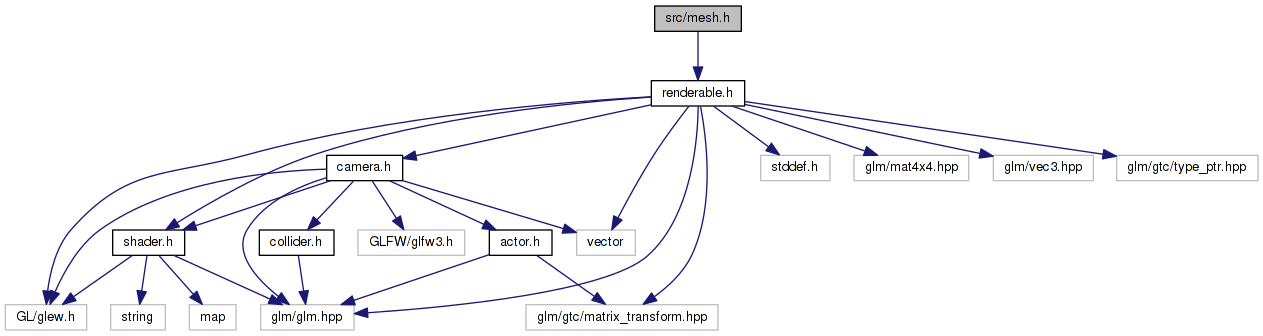 src/mesh.h
renderable.h
camera.h
stddef.h
glm/mat4x4.hpp
glm/vec3.hpp
glm/gtc/type_ptr.hpp
shader.h
collider.h
GLFW/glfw3.h
actor.h
vector
GL/glew.h
string
map
glm/glm.hpp
glm/gtc/matrix_transform.hpp